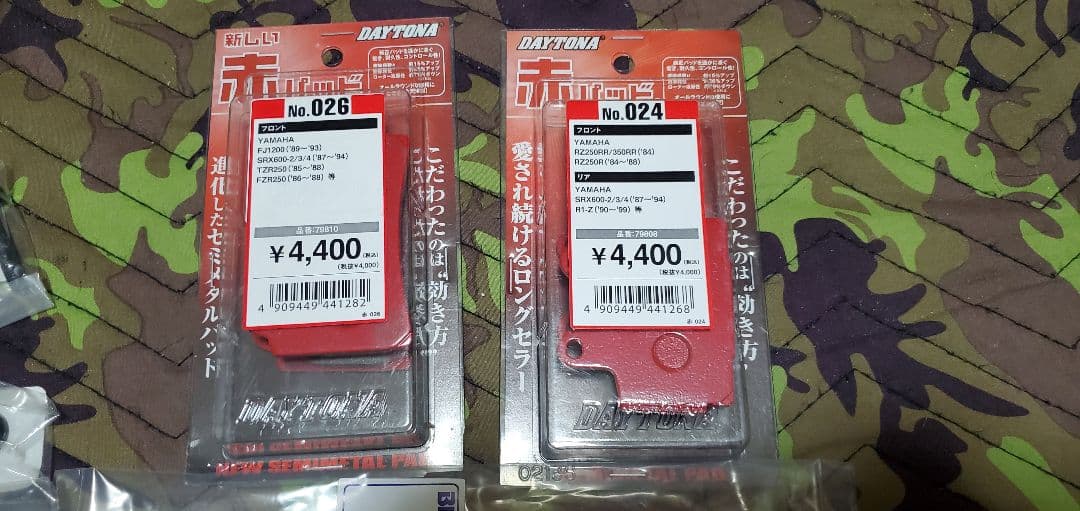 新しい
DAYTONA
赤パッド
No.026
フロント
YAMAHA
FJ1200('89〜'93)
SRX600-2/3/4('87〜'94)
TZR250('85〜'88)
FZR250('86〜'88) 等
品番:79810
¥4,400(税込)
(税抜¥4,000)
4 909449 441282
赤 026
進化したセミメタルパッド
こだわったのは"効き方"
DAYTONA
NEW SEMIMETAL PAD
DAYTONA
赤パッド
No.024
フロント
YAMAHA
RZ250RR/350RR('84)
RZ250R('84〜'88)
リア
YAMAHA
SRX600-2/3/4('87〜'94)
R1-Z('90〜'99) 等
品番:79808
¥4,400(税込)
(税抜¥4,000)
4 909449 441268
赤 024
愛され続けるロングセラー
こだわったのは"効き方
DAYTONA